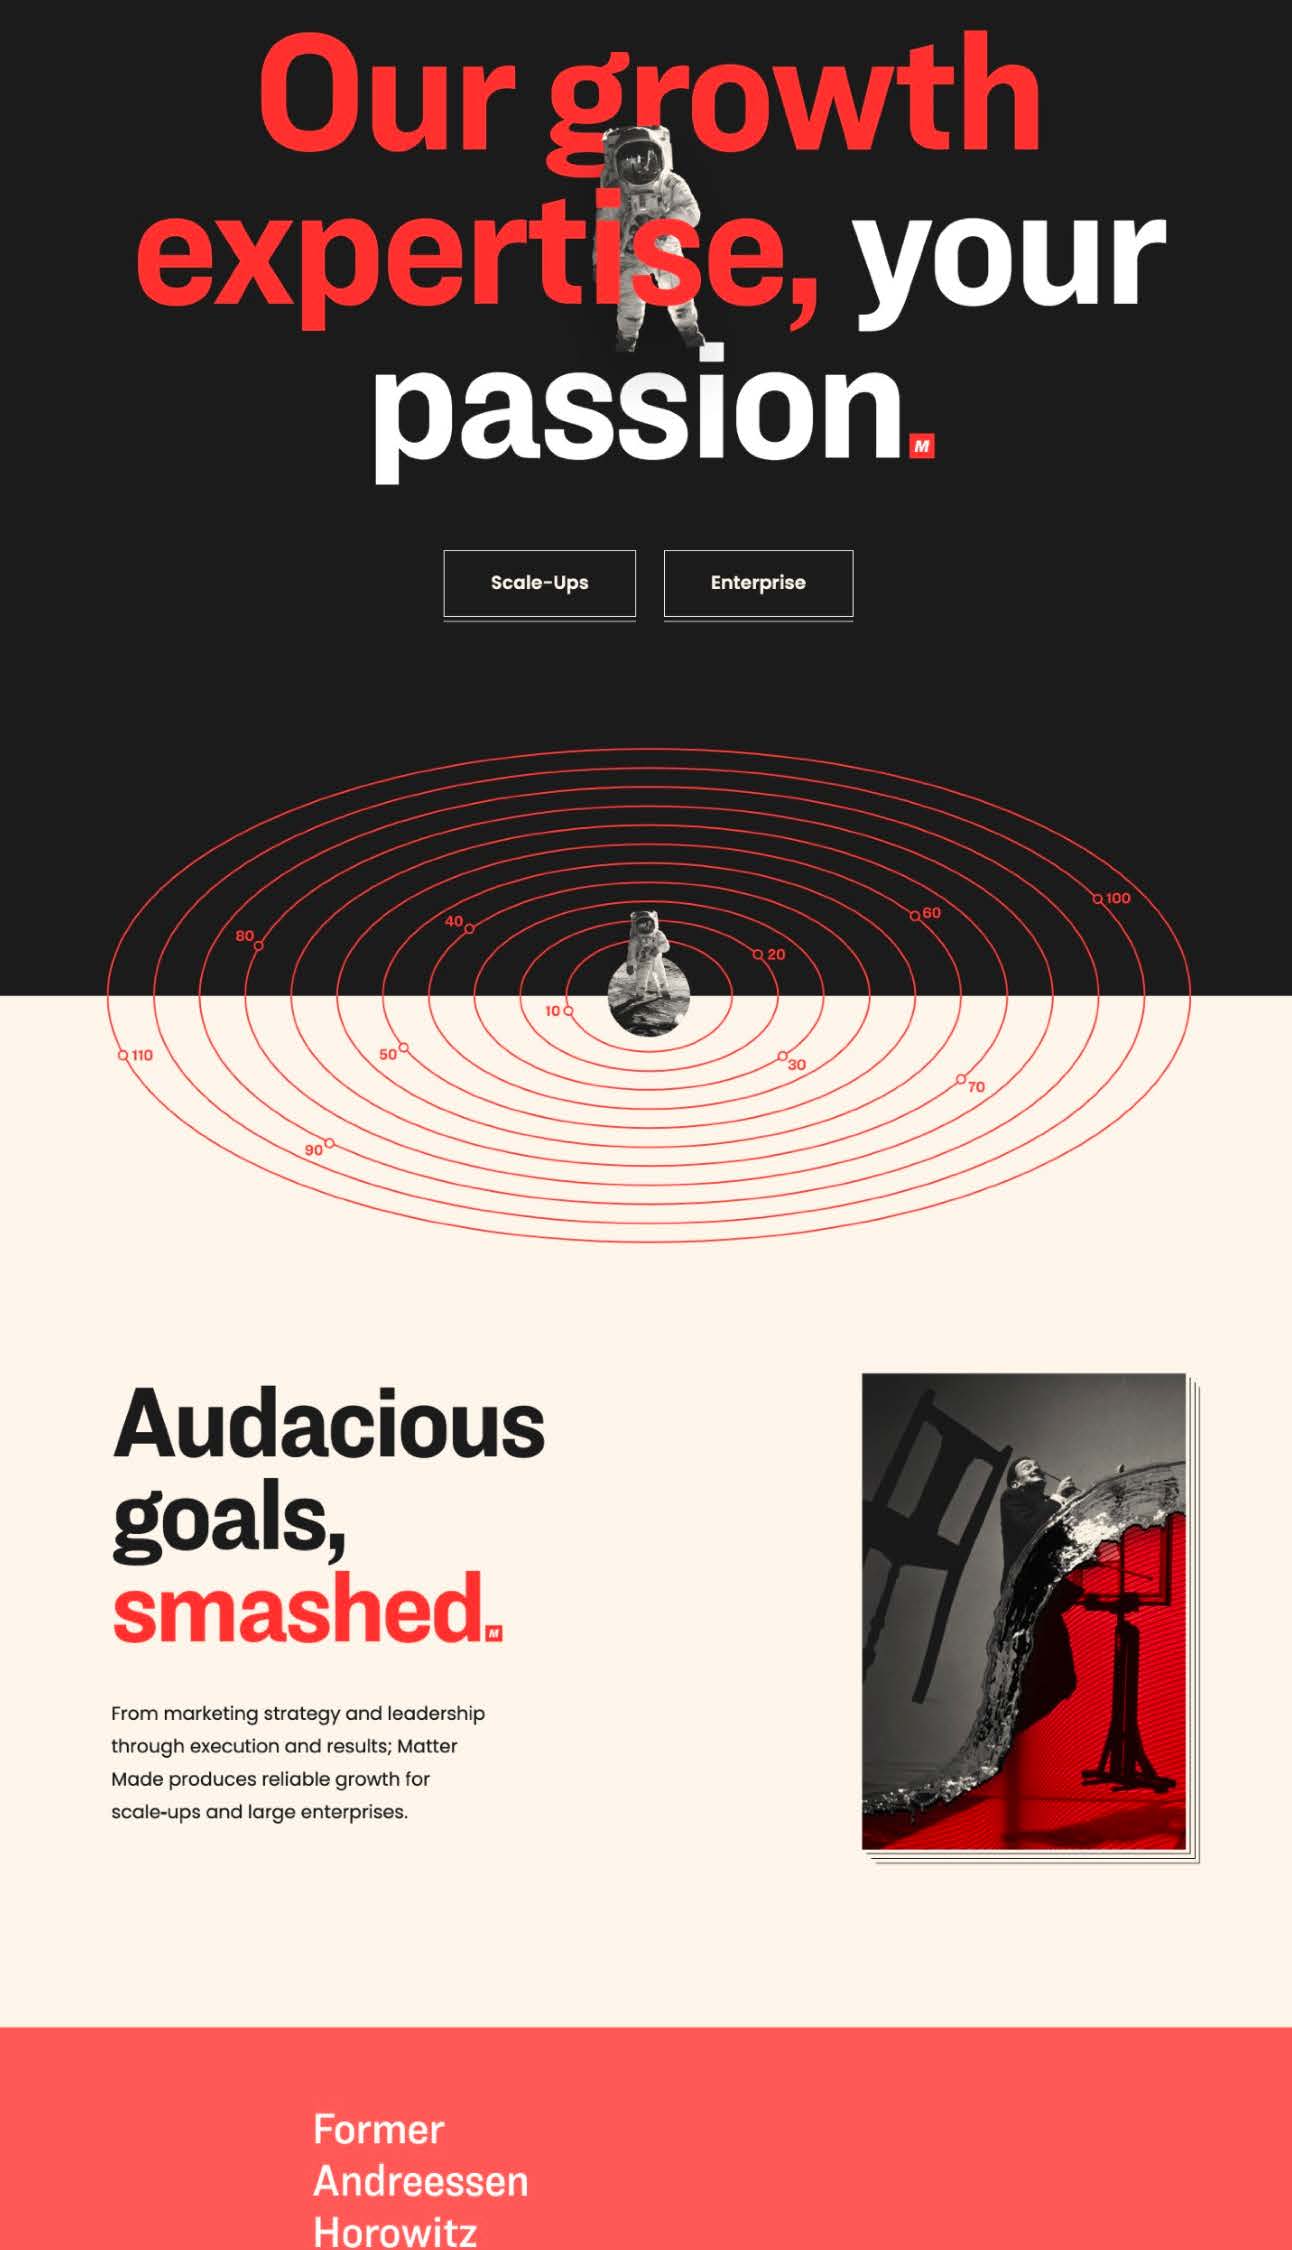 Our growth
expertise, your
passion.
M
Scale-Ups
Enterprise
100
60
40
80
20
10
110
50
30
70
90
Audacious
goals,
smashed.
M
From marketing strategy and leadership
through execution and results; Matter
Made produces reliable growth for
scale-ups and large enterprises.
Former
Andreessen
Horowitz